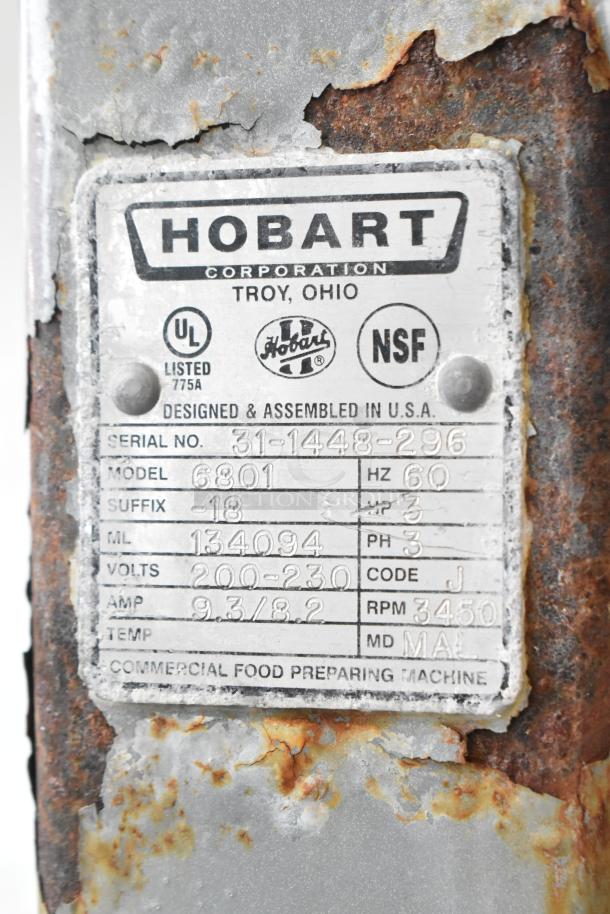 HOBART
CORPORATION
TROY, OHIO
UL
LISTED
775A
H
Hobart
®
NSF
DESIGNED & ASSEMBLED IN U.S.A.
SERIAL NO. 31-1448-296
MODEL 6801 HZ 60
SUFFIX -18 HP 3
ML 134094 PH 3
VOLTS 200-230 CODE J
AMP 9.3/8.2 RPM 3450
TEMP MD MAL
COMMERCIAL FOOD PREPARING MACHINE